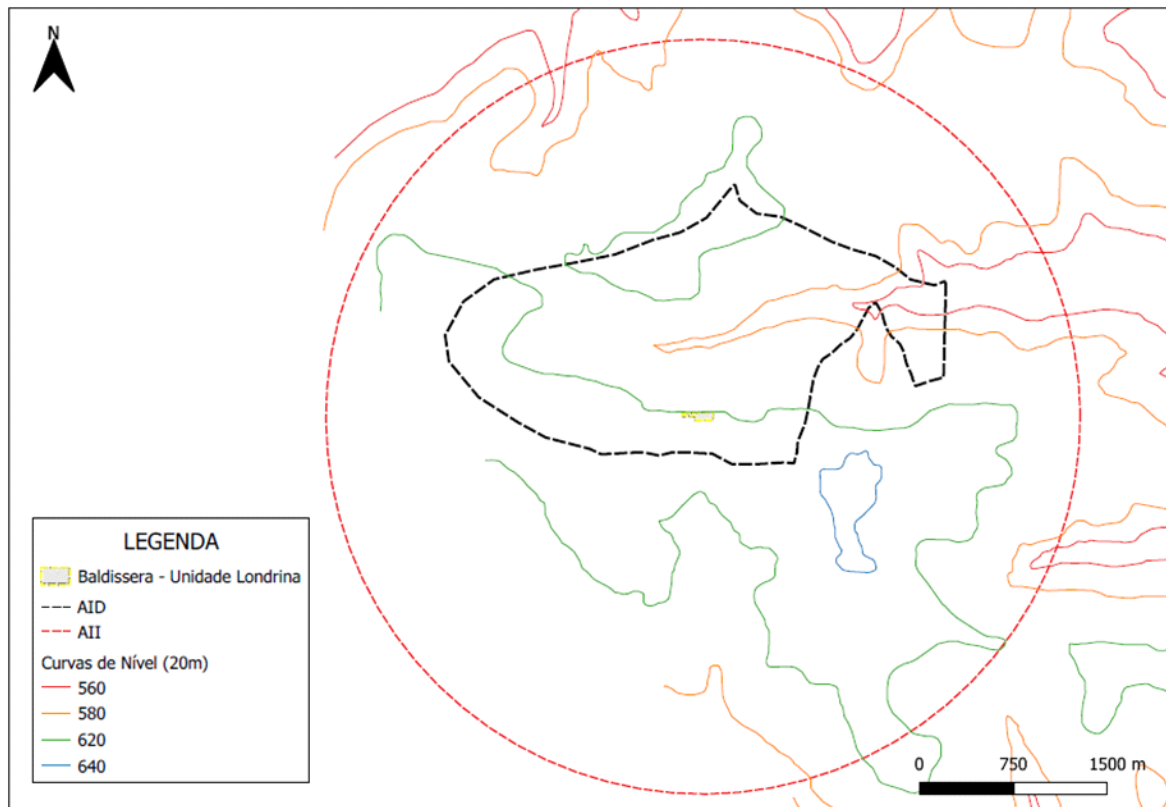 N
LEGENDA
Baldissera - Unidade Londrina
AID
AII
Curvas de Nível (20m)
560
580
620
640
0 750 1500 m